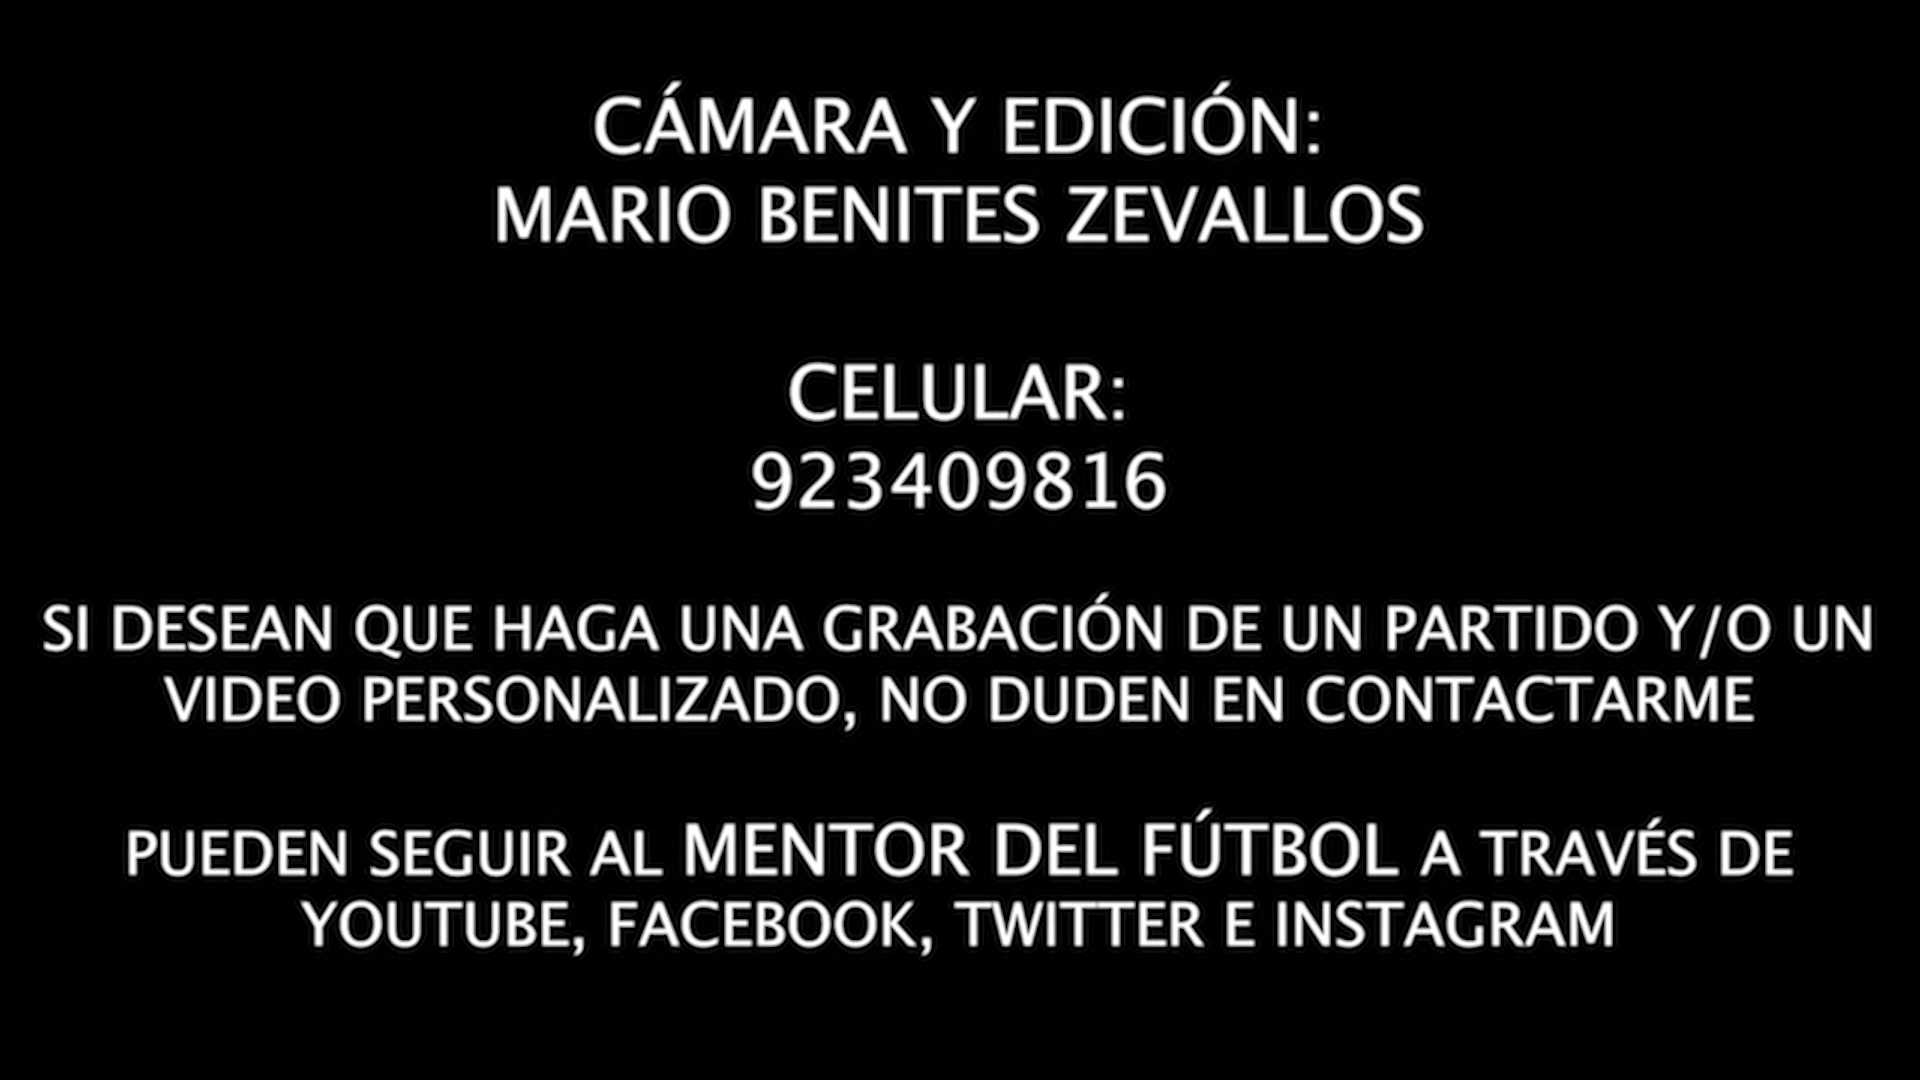 CÁMARA Y EDICIÓN:
MARIO BENITES ZEVALLOS
CELULAR:
923409816
SI DESEAN QUE HAGA UNA GRABACIÓN DE UN PARTIDO Y/O UN
VIDEO PERSONALIZADO, NO DUDEN EN CONTACTARME
PUEDEN SEGUIR AL MENTOR DEL FÚTBOL A TRAVÉS DE
YOUTUBE, FACEBOOK, TWITTER E INSTAGRAM